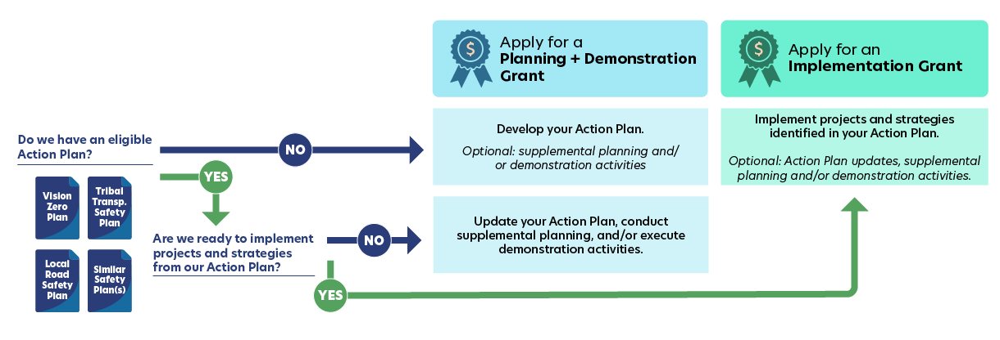 Apply for a
Planning + Demonstration
Grant
$
Apply for an
Implementation Grant
$
Do we have an eligible
Action Plan?
NO
Develop your Action Plan.
Optional: supplemental planning and/
or demonstration activities
Implement projects and strategies
identified in your Action Plan.
Optional: Action Plan updates, supplemental
planning and/or demonstration activities.
YES
Vision
Zero
Plan
Tribal
Transp.
Safety
Plan
Local
Road
Safety
Plan
Similar
Safety
Plan(s)
Are we ready to implement
projects and strategies
from our Action Plan?
NO
Update your Action Plan, conduct
supplemental planning, and/or execute
demonstration activities.
YES